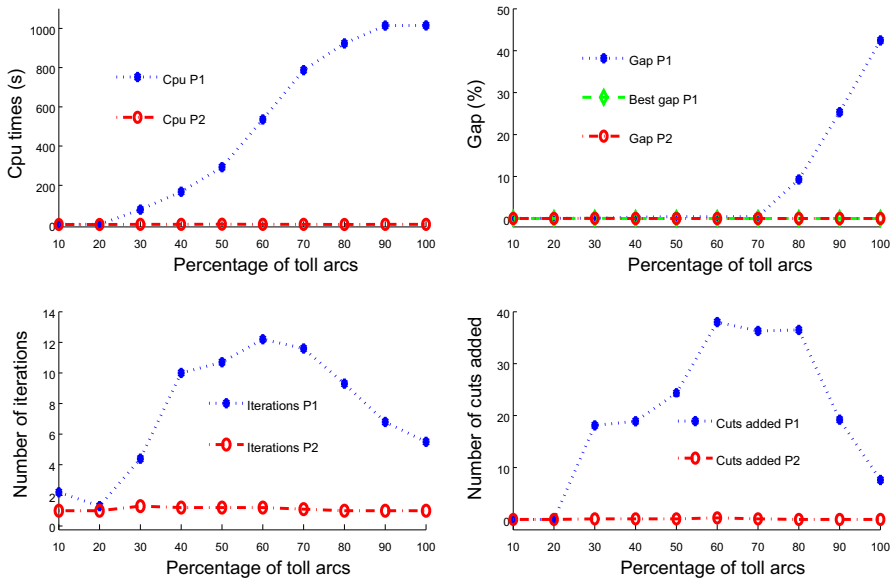 Cpu times (s)
1000
800
600
400
200
0
Cpu P1
Cpu P2
10 20 30 40 50 60 70 80 90 100
Percentage of toll arcs
Gap (%)
50
40
30
20
10
0
Gap P1
Best gap P1
Gap P2
10 20 30 40 50 60 70 80 90 100
Percentage of toll arcs
Number of iterations
14
12
10
8
6
4
2
0
Iterations P1
Iterations P2
10 20 30 40 50 60 70 80 90 100
Percentage of toll arcs
Number of cuts added
40
30
20
10
0
Cuts added P1
Cuts added P2
10 20 30 40 50 60 70 80 90 100
Percentage of toll arcs